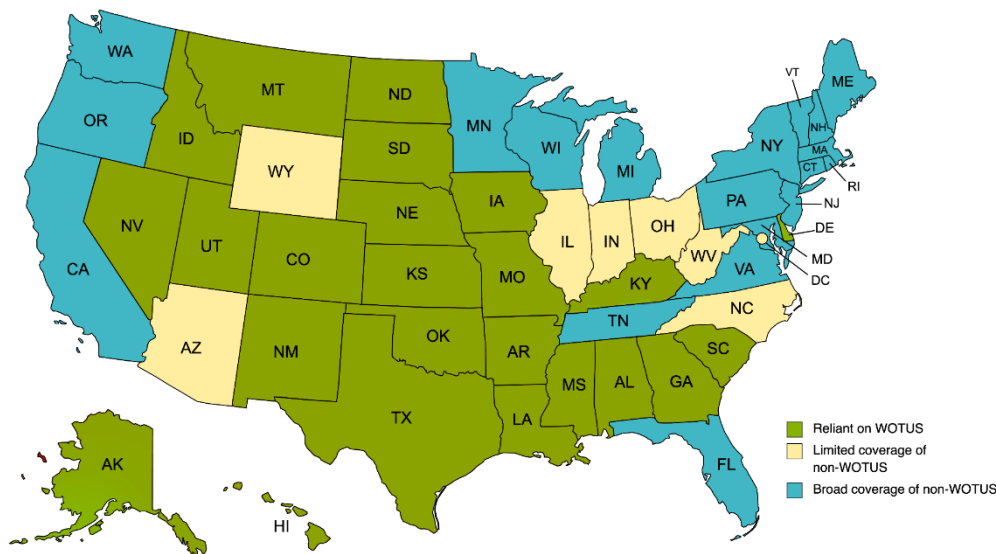 WA
OR
CA
ID
NV
MT
WY
UT
AZ
CO
NM
ND
SD
NE
KS
OK
TX
MN
IA
MO
AR
LA
WI
IL
MI
IN
OH
KY
TN
MS
AL
GA
FL
SC
NC
WV
VA
PA
NY
VT
NH
ME
MA
CT
RI
NJ
DE
MD
DC
AK
HI
Reliant on WOTUS
Limited coverage of
non-WOTUS
Broad coverage of non-WOTUS